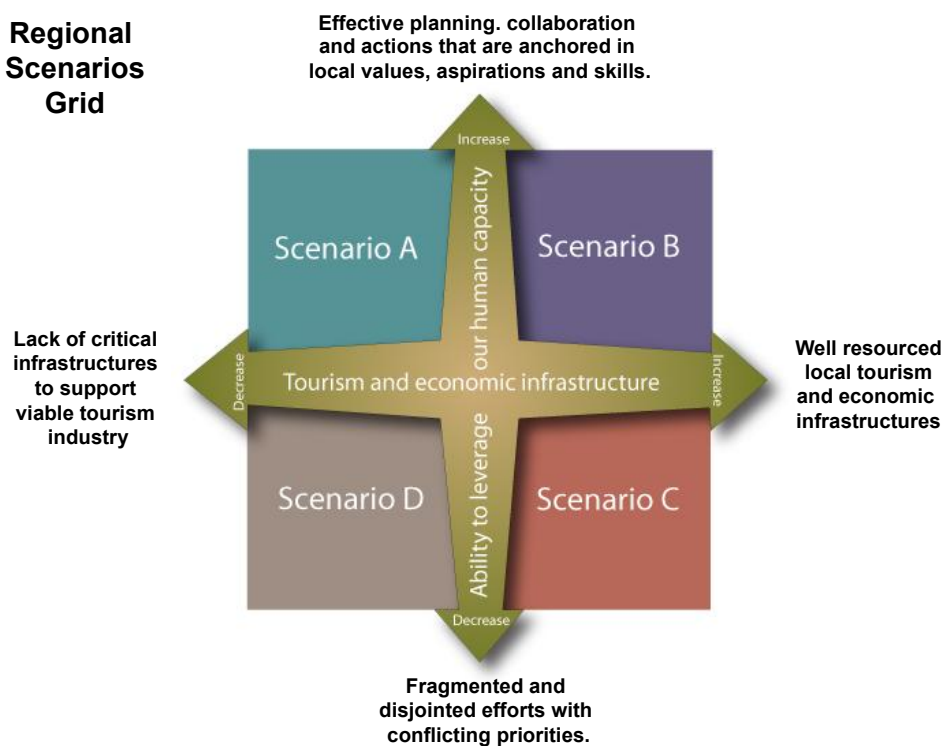 Regional
Scenarios
Grid
Effective planning. collaboration
and actions that are anchored in
local values, aspirations and skills.
Increase
Scenario A
our human capacity
Scenario B
Lack of critical
infrastructures
to support
viable tourism
industry
Decrease
Tourism and economic infrastructure
Increase
Well resourced
local tourism
and economic
infrastructures
Scenario D
Ability to leverage
Scenario C
Decrease
Fragmented and
disjointed efforts with
conflicting priorities.